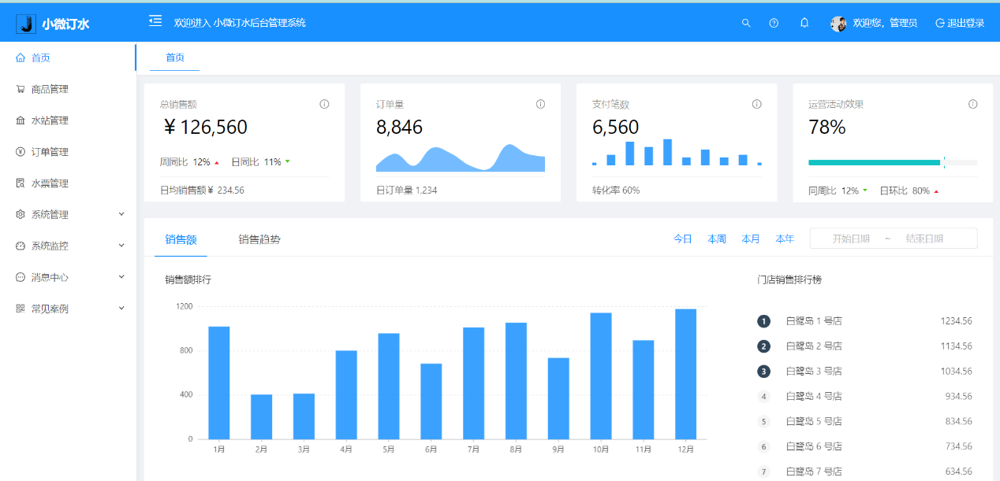 小微订水
欢迎进入 小微订水后台管理系统
欢迎您，管理员
退出登录
首页
商品管理
水站管理
订单管理
水票管理
系统管理
系统监控
消息中心
常见案例
首页
总销售额
¥ 126,560
周同比 12% 日同比 11%
日均销售额¥ 234.56
订单量
8,846
日订单量 1,234
支付笔数
6,560
转化率 60%
运营活动效果
78%
同周比 12% 日环比 80%
销售额 销售趋势
今日 本周 本月 本年 开始日期 ~ 结束日期
销售额排行
1200
800
400
0
1月 2月 3月 4月 5月 6月 7月 8月 9月 10月 11月 12月
门店销售排行榜
1 白鹭岛 1 号店 1234.56
2 白鹭岛 2 号店 1134.56
3 白鹭岛 3 号店 1034.56
4 白鹭岛 4 号店 934.56
5 白鹭岛 5 号店 834.56
6 白鹭岛 6 号店 734.56
7 白鹭岛 7 号店 634.56